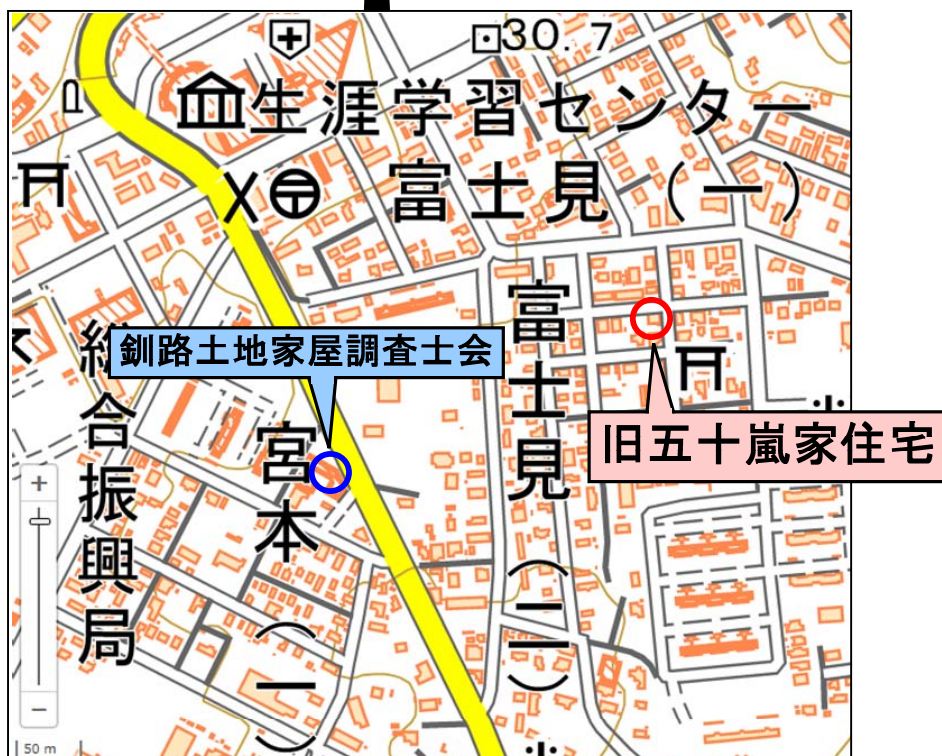 30.7
生涯学習センター
富士見（一）
釧路土地家屋調査士会
旧五十嵐家住宅
富士見（二）
宮本（一）
総合振興局
+
−
50 m